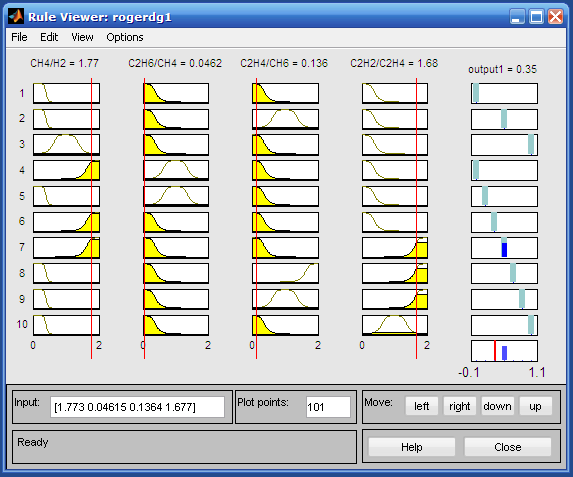 Rule Viewer: rogerdg1
File Edit View Options
CH4/H2 = 1.77 C2H6/CH4 = 0.0462 C2H4/CH6 = 0.136 C2H2/C2H4 = 1.68 output1 = 0.35
1
2
3
4
5
6
7
8
9
10
0 2 0 2 0 2 0 2
-0.1 1.1
Input: [1.773 0.04615 0.1364 1.677] Plot points: 101 Move: left right down up
Ready Help Close